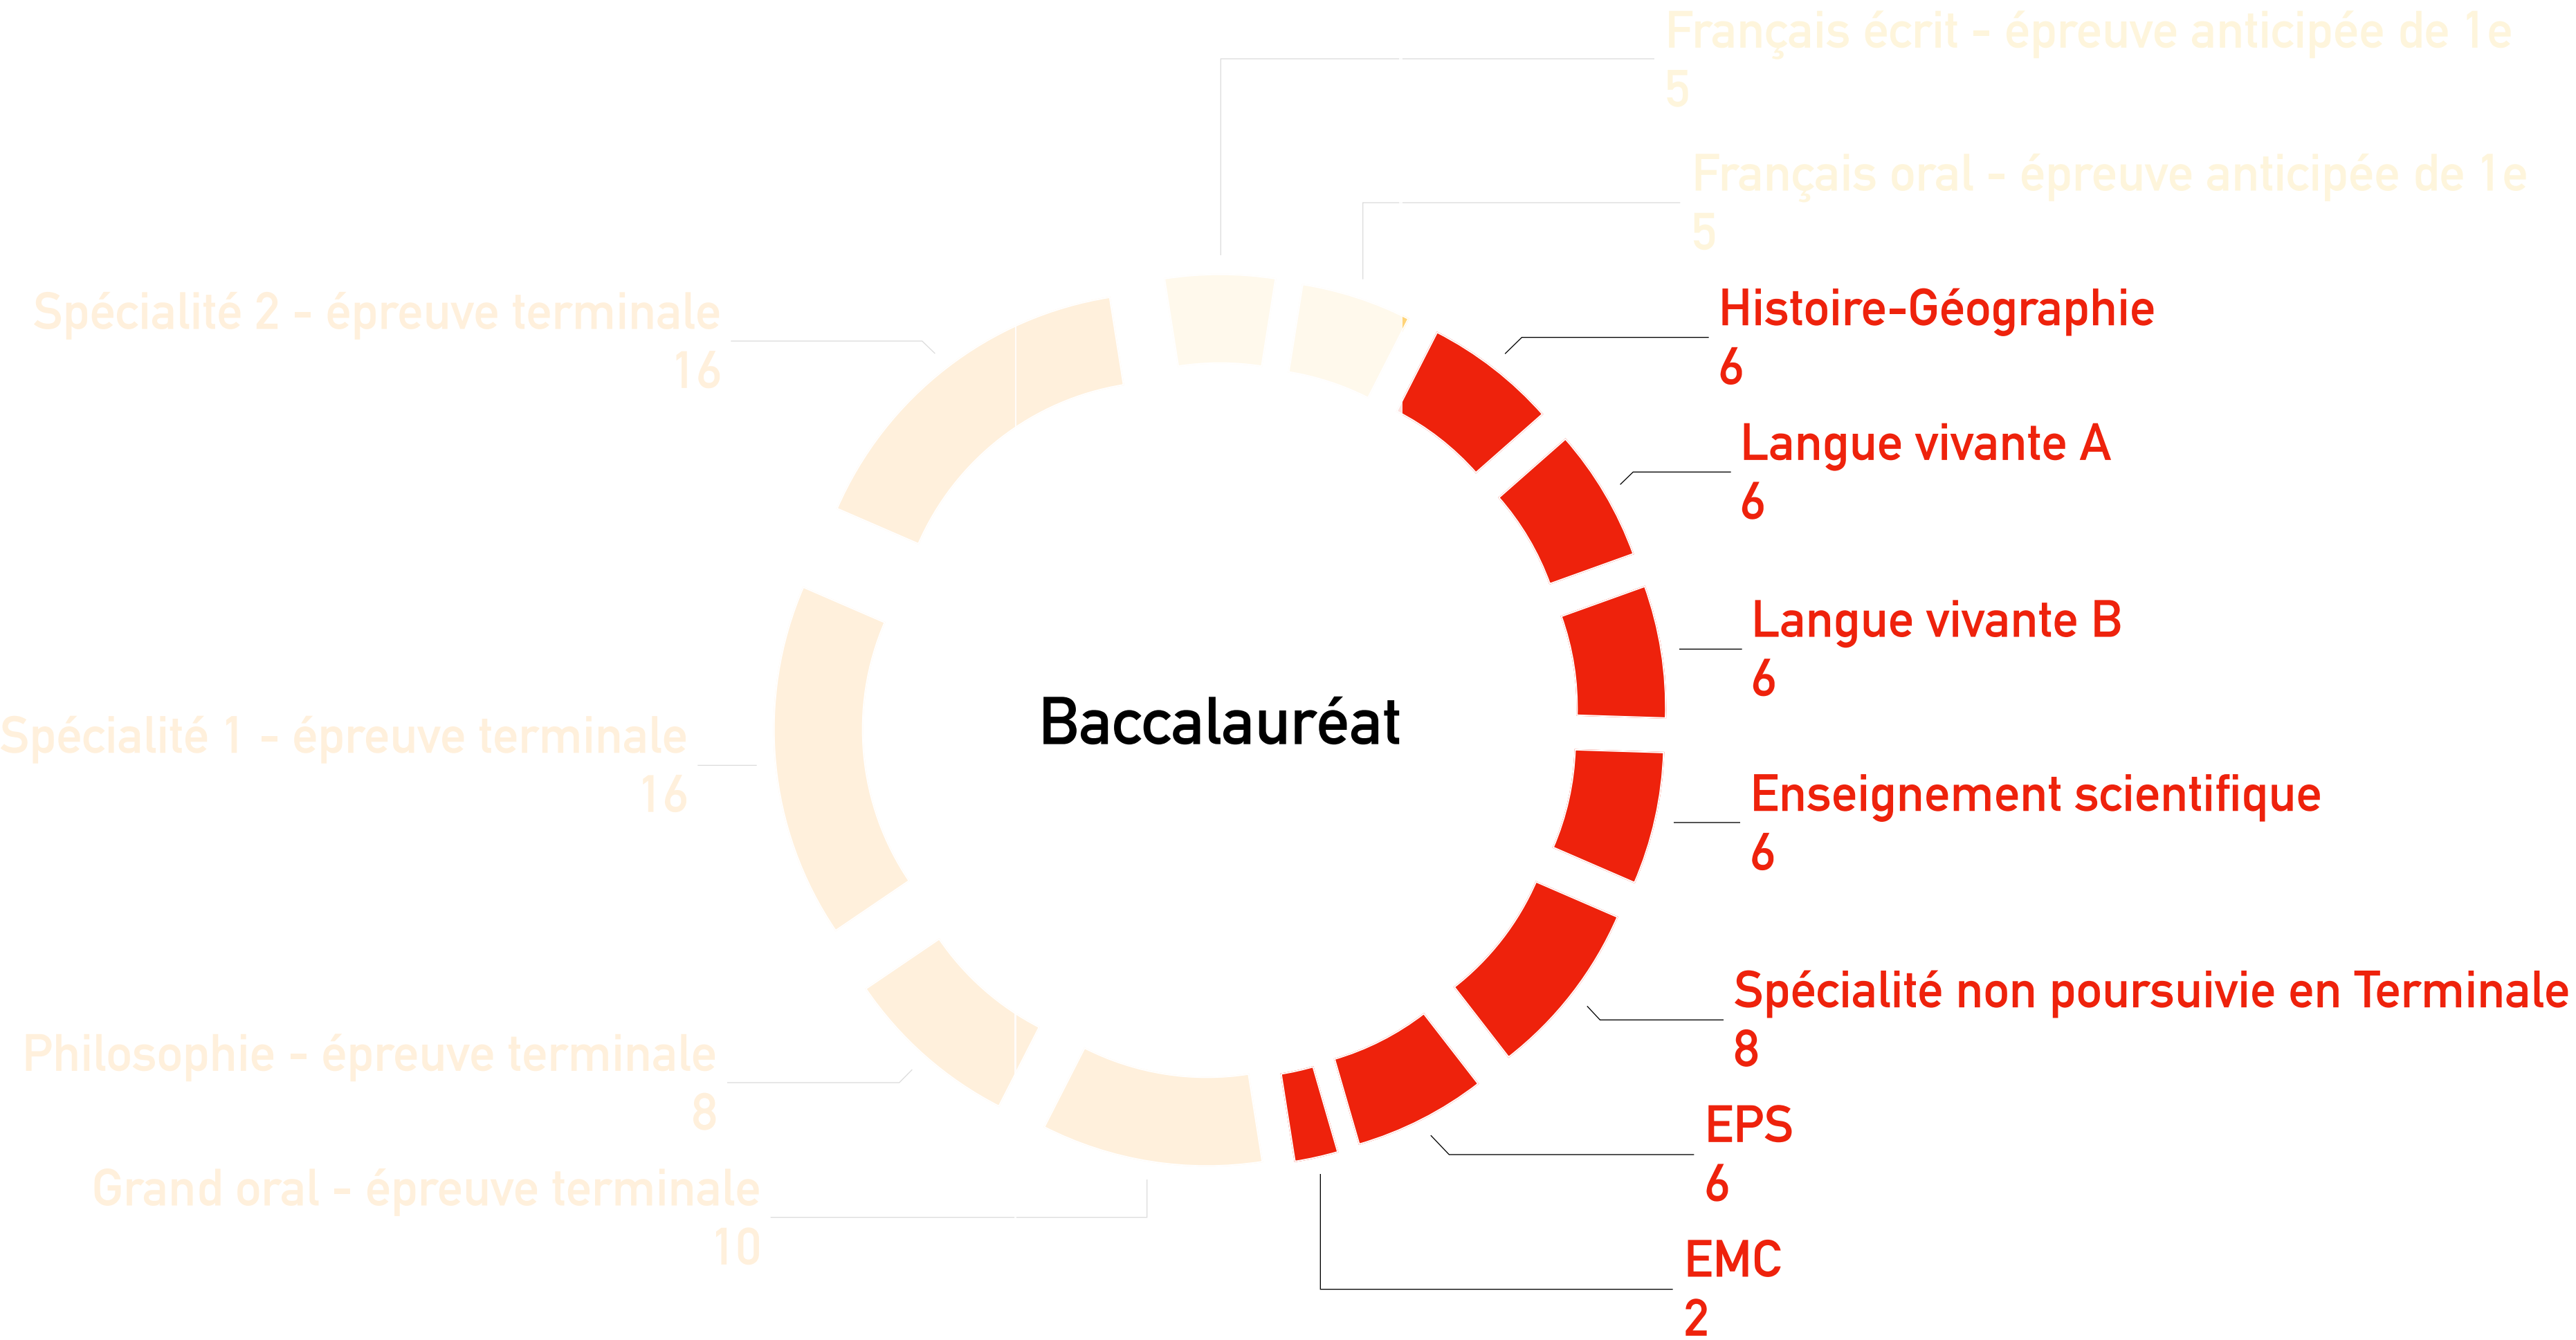 Français écrit - épreuve anticipée de 1e
5
Français oral - épreuve anticipée de 1e
5
Histoire-Géographie
6
Langue vivante A
6
Langue vivante B
6
Enseignement scientifique
6
Spécialité non poursuivie en Terminale
8
EPS
6
EMC
2
Grand oral - épreuve terminale
10
Philosophie - épreuve terminale
8
Spécialité 1 - épreuve terminale
16
Spécialité 2 - épreuve terminale
16
Baccalauréat